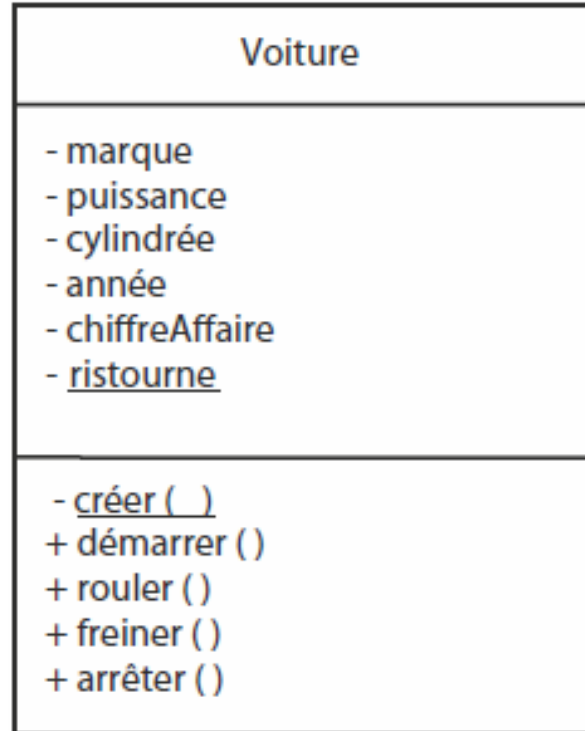 Voiture
- marque
- puissance
- cylindrée
- année
- chiffreAffaire
- ristourne
- créer (  )
+ démarrer ( )
+ rouler ( )
+ freiner ( )
+ arrêter ( )